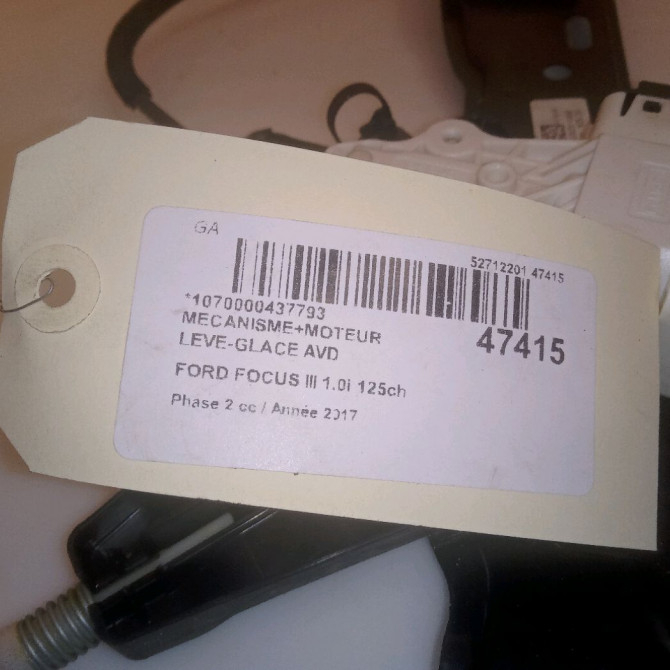 GA
52712201 47415
*1070000437793
MECANISME+MOTEUR
47415
LEVE-GLACE AVD
FORD FOCUS III 1.0i 125ch
Phase 2 cc / Année 2017